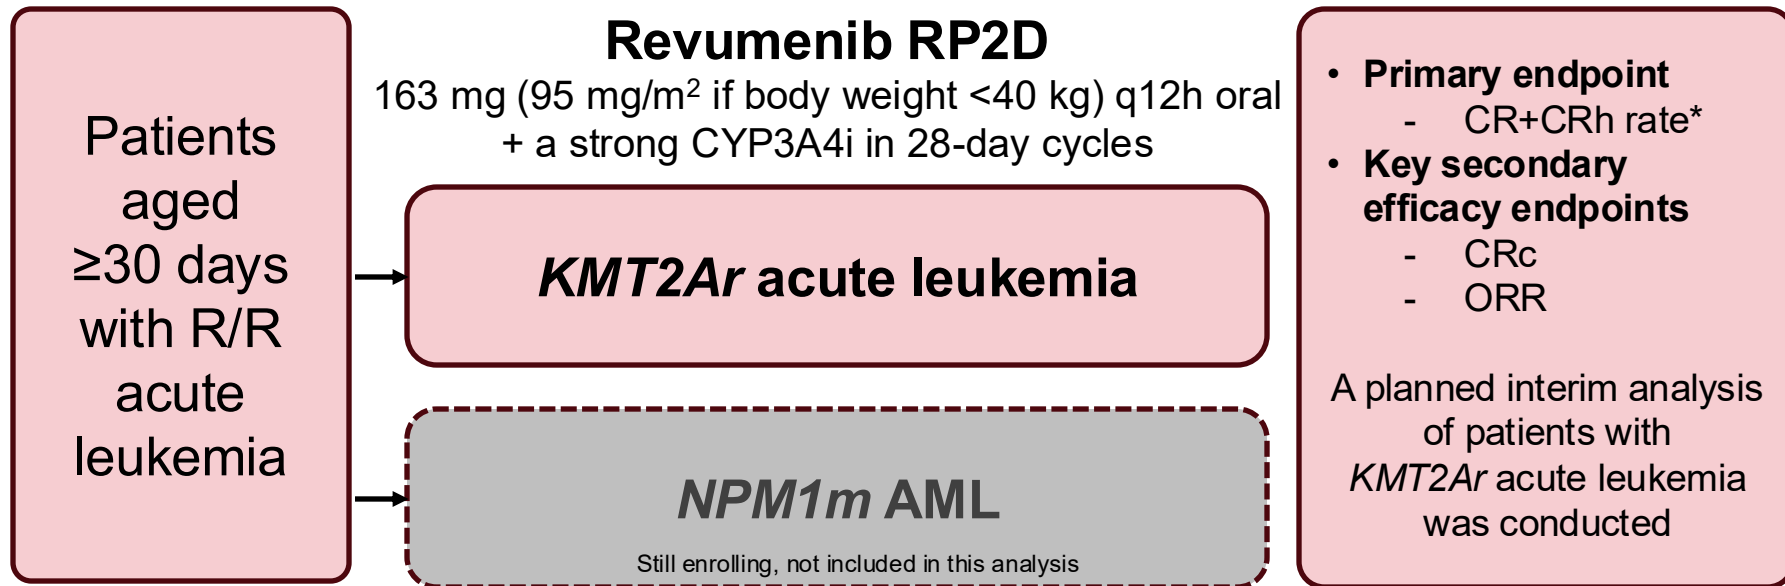 Patients
aged
≥30 days
with R/R
acute
leukemia
Revumenib RP2D
163 mg (95 mg/m² if body weight <40 kg) q12h oral
+ a strong CYP3A4i in 28-day cycles
KMT2Ar acute leukemia
NPM1m AML
Still enrolling, not included in this analysis
• Primary endpoint
- CR+CRh rate*
• Key secondary
efficacy endpoints
- CRc
- ORR
A planned interim analysis
of patients with
KMT2Ar acute leukemia
was conducted